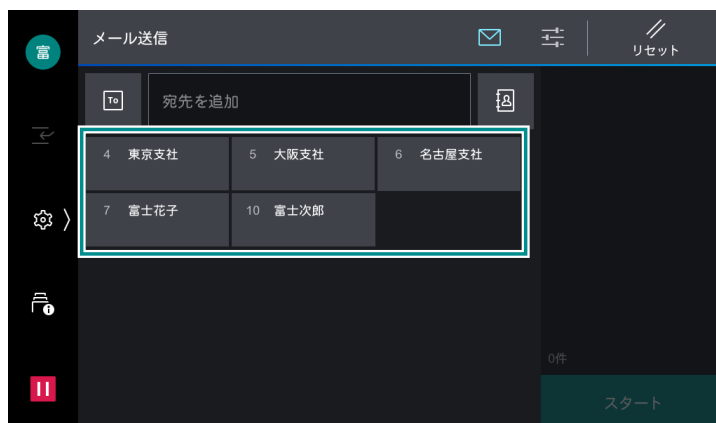 富
メール送信
リセット
To
宛先を追加
4 東京支社
5 大阪支社
6 名古屋支社
7 富士花子
10 富士次郎
0件
スタート